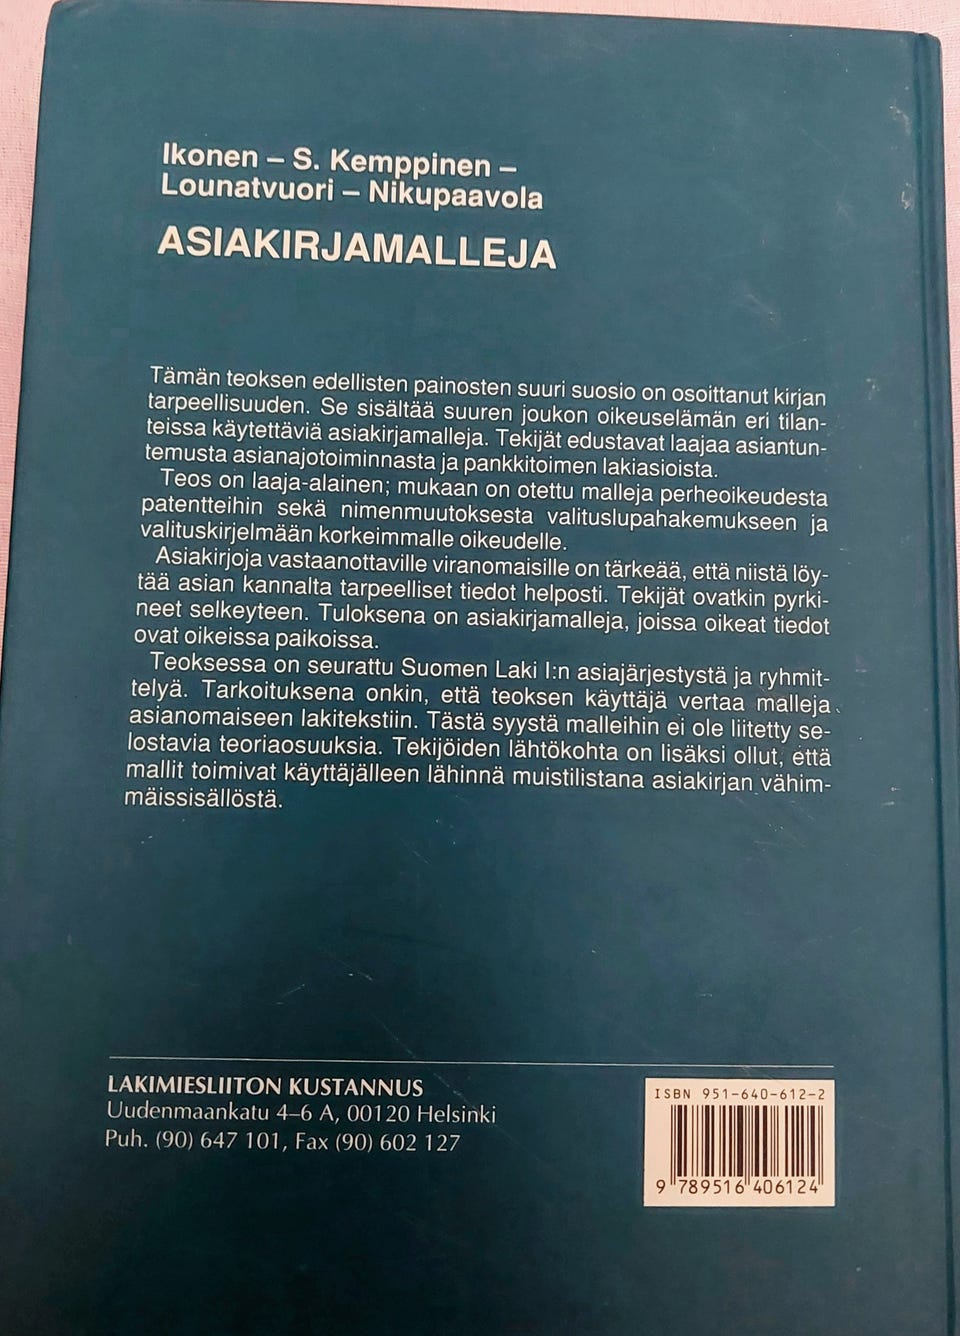 Ikonen – S. Kemppinen –
Lounatvuori – Nikupaavola
ASIAKIRJAMALLEJA
Tämän teoksen edellisten painosten suuri suosio on osoittanut kirjan
tarpeellisuuden. Se sisältää suuren joukon oikeuselämän eri tilan-
teissa käytettäviä asiakirjamalleja. Tekijät edustavat laajaa asiantun-
temusta asianajotoiminnasta ja pankkitoimen lakiasioista.
Teos on laaja-alainen; mukaan on otettu malleja perheoikeudesta
patentteihin sekä nimenmuutoksesta valituslupahakemukseen ja
valituskirjelmään korkeimmalle oikeudelle.
Asiakirjoja vastaanottaville viranomaisille on tärkeää, että niistä löy-
tää asian kannalta tarpeelliset tiedot helposti. Tekijät ovatkin pyrki-
neet selkeyteen. Tuloksena on asiakirjamalleja, joissa oikeat tiedot
ovat oikeissa paikoissa.
Teoksessa on seurattu Suomen Laki I:n asiajärjestystä ja ryhmit-
telyä. Tarkoituksena onkin, että teoksen käyttäjä vertaa malleja
asianomaiseen lakitekstiin. Tästä syystä malleihin ei ole liitetty se-
lostavia teoriaosuuksia. Tekijöiden lähtökohta on lisäksi ollut, että
mallit toimivat käyttäjälleen lähinnä muistilistana asiakirjan vähim-
mäissisällöstä.
LAKIMIESLIITON KUSTANNUS
Uudenmaankatu 4–6 A, 00120 Helsinki
Puh. (90) 647 101, Fax (90) 602 127
ISBN 951-640-612-2
9 789516 406124